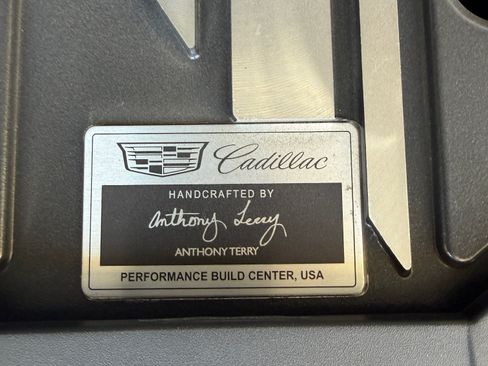 Cadillac
HANDCRAFTED BY
Anthony Terry
ANTHONY TERRY
PERFORMANCE BUILD CENTER, USA